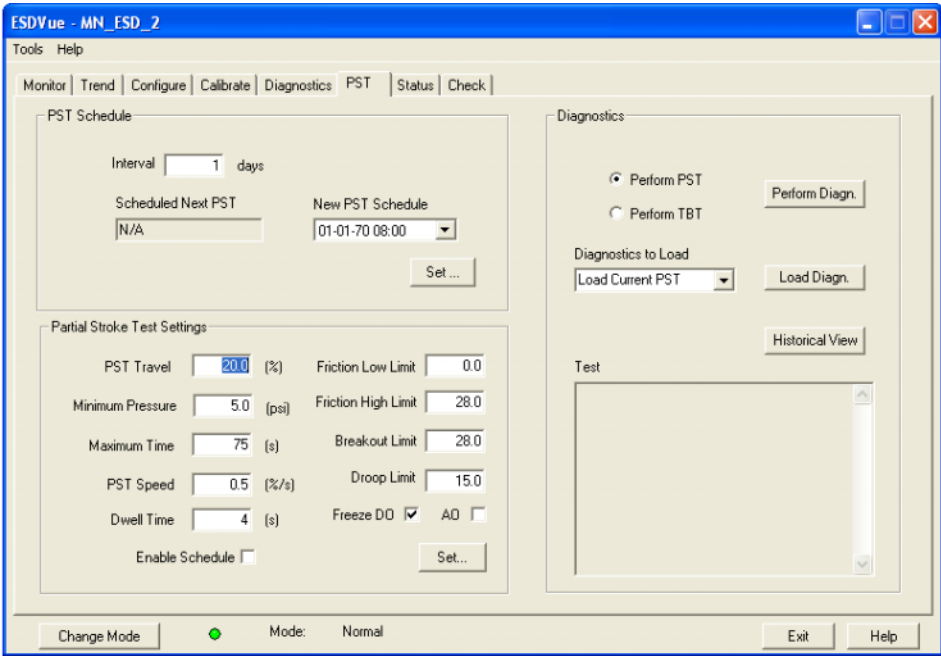 ESDVue - MN_ESD_2
Tools Help
Monitor Trend Configure Calibrate Diagnostics PST Status Check
PST Schedule
Interval 1 days
Scheduled Next PST New PST Schedule
N/A 01-01-70 08:00
Set ...
Partial Stroke Test Settings
PST Travel 20.0 (%) Friction Low Limit 0.0
Minimum Pressure 5.0 (psi) Friction High Limit 28.0
Maximum Time 75 (s) Breakout Limit 28.0
PST Speed 0.5 (%/s) Droop Limit 15.0
Dwell Time 4 (s) Freeze DO AO
Enable Schedule Set...
Diagnostics
Perform PST
Perform TBT
Perform Diagn.
Diagnostics to Load
Load Current PST Load Diagn.
Historical View
Test
Change Mode Mode: Normal Exit Help